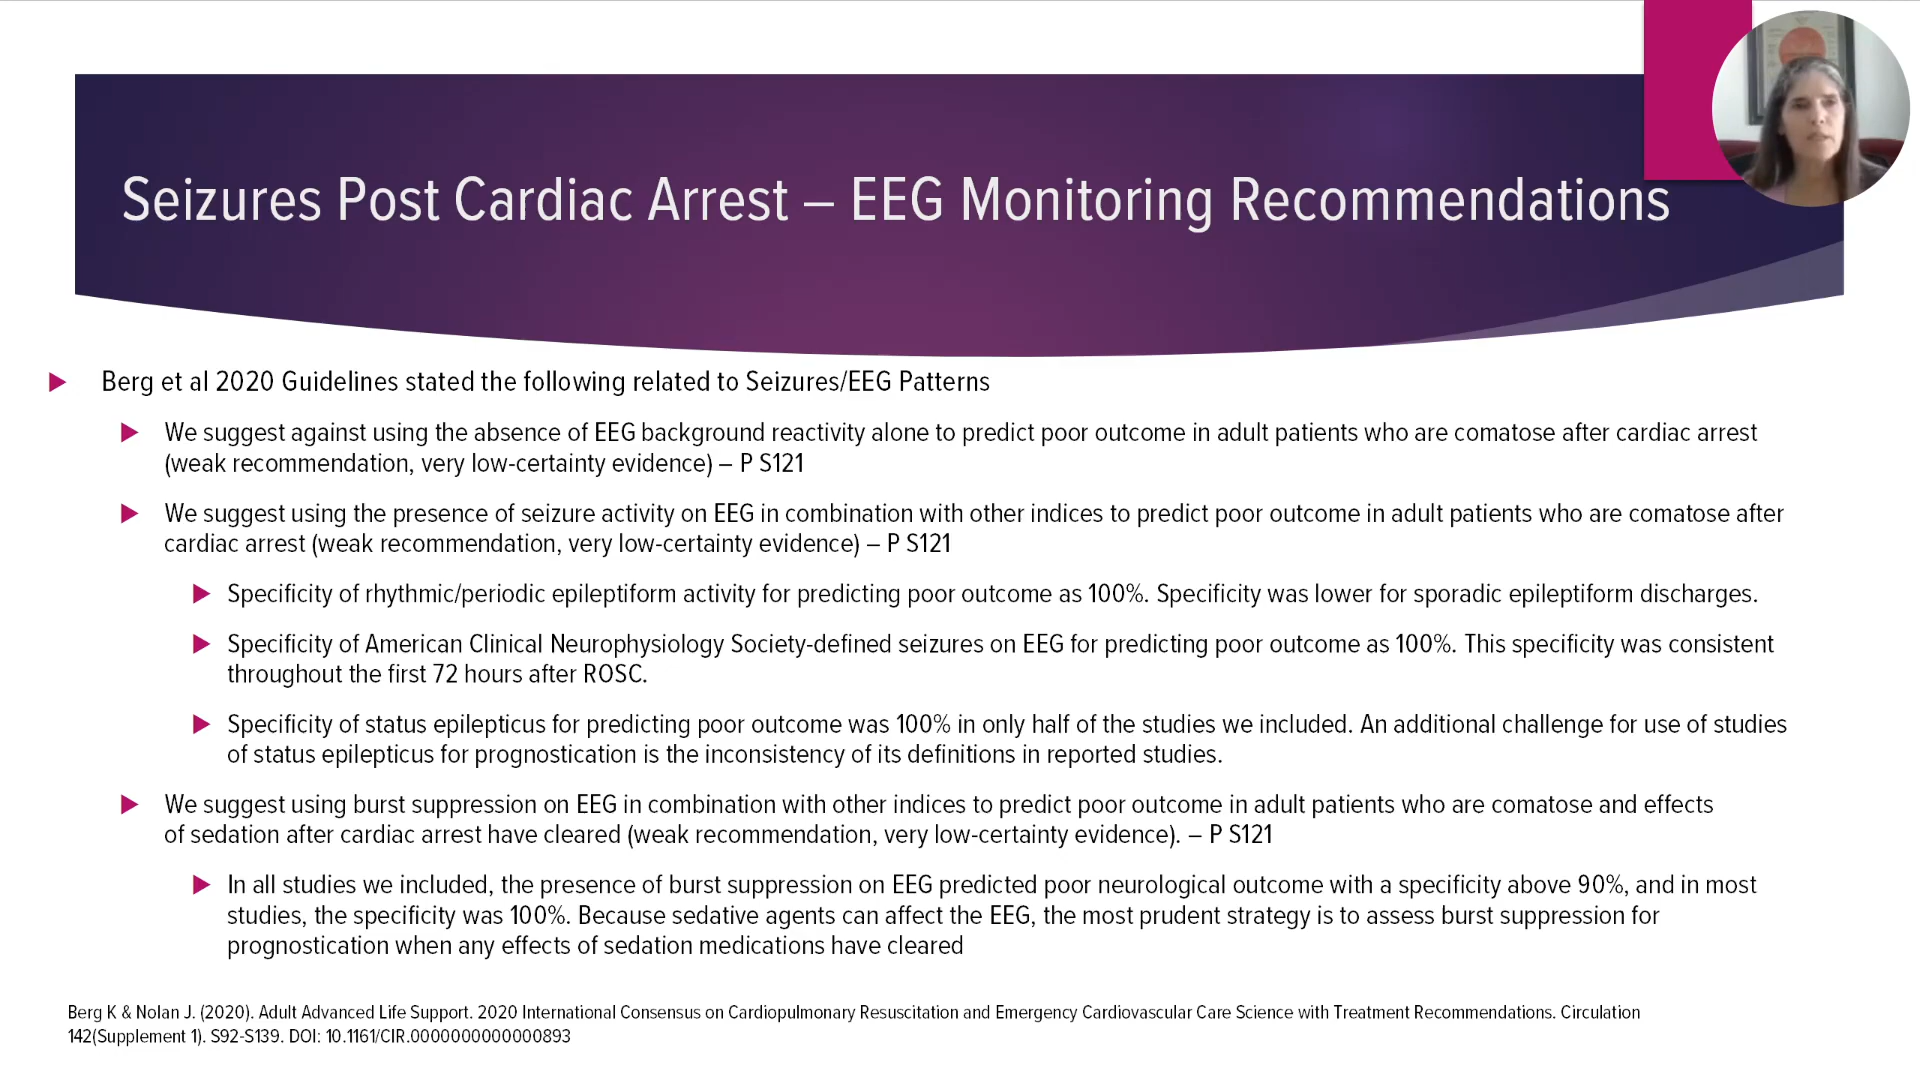 Seizures Post Cardiac Arrest – EEG Monitoring Recommendations
Berg et al 2020 Guidelines stated the following related to Seizures/EEG Patterns
We suggest against using the absence of EEG background reactivity alone to predict poor outcome in adult patients who are comatose after cardiac arrest
(weak recommendation, very low-certainty evidence) – P S121
We suggest using the presence of seizure activity on EEG in combination with other indices to predict poor outcome in adult patients who are comatose after
cardiac arrest (weak recommendation, very low-certainty evidence) – P S121
Specificity of rhythmic/periodic epileptiform activity for predicting poor outcome as 100%. Specificity was lower for sporadic epileptiform discharges.
Specificity of American Clinical Neurophysiology Society-defined seizures on EEG for predicting poor outcome as 100%. This specificity was consistent
throughout the first 72 hours after ROSC.
Specificity of status epilepticus for predicting poor outcome was 100% in only half of the studies we included. An additional challenge for use of studies
of status epilepticus for prognostication is the inconsistency of its definitions in reported studies.
We suggest using burst suppression on EEG in combination with other indices to predict poor outcome in adult patients who are comatose and effects
of sedation after cardiac arrest have cleared (weak recommendation, very low-certainty evidence). – P S121
In all studies we included, the presence of burst suppression on EEG predicted poor neurological outcome with a specificity above 90%, and in most
studies, the specificity was 100%. Because sedative agents can affect the EEG, the most prudent strategy is to assess burst suppression for
prognostication when any effects of sedation medications have cleared
Berg K & Nolan J. (2020). Adult Advanced Life Support. 2020 International Consensus on Cardiopulmonary Resuscitation and Emergency Cardiovascular Care Science with Treatment Recommendations. Circulation
142(Supplement 1). S92-S139. DOI: 10.1161/CIR.0000000000000893